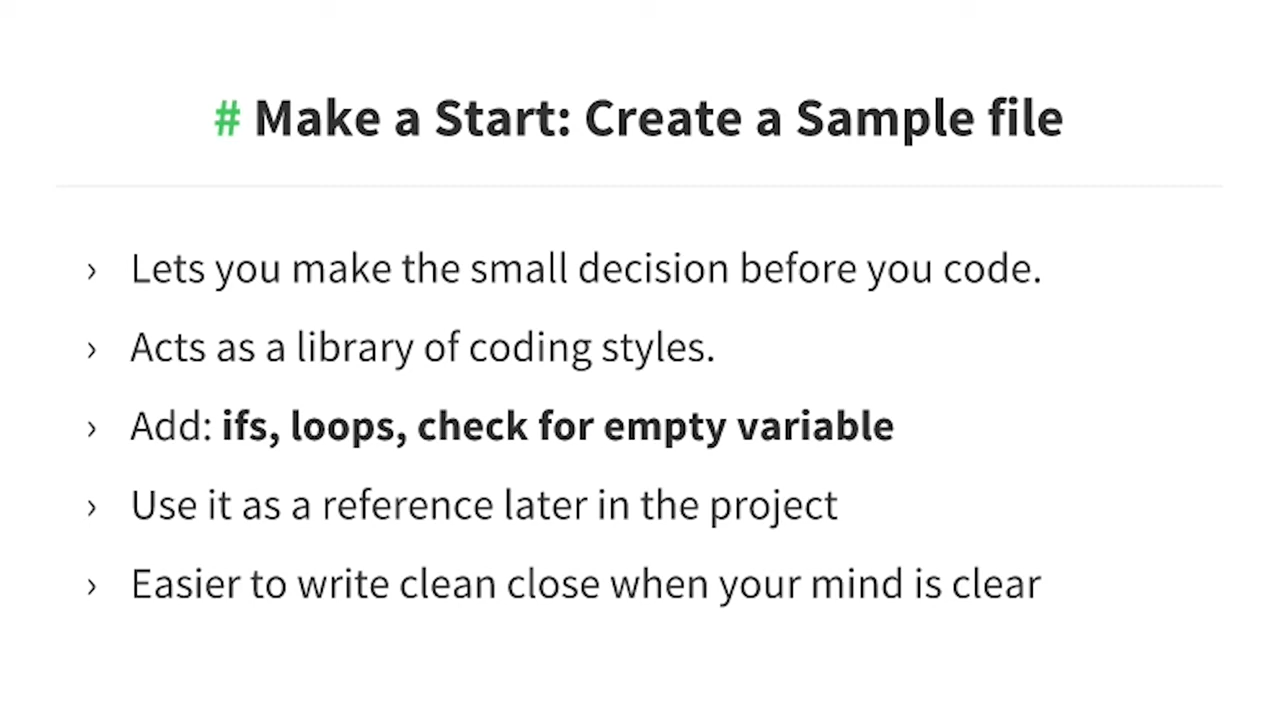 # Make a Start: Create a Sample file
› Lets you make the small decision before you code.
› Acts as a library of coding styles.
› Add: ifs, loops, check for empty variable
› Use it as a reference later in the project
› Easier to write clean close when your mind is clear